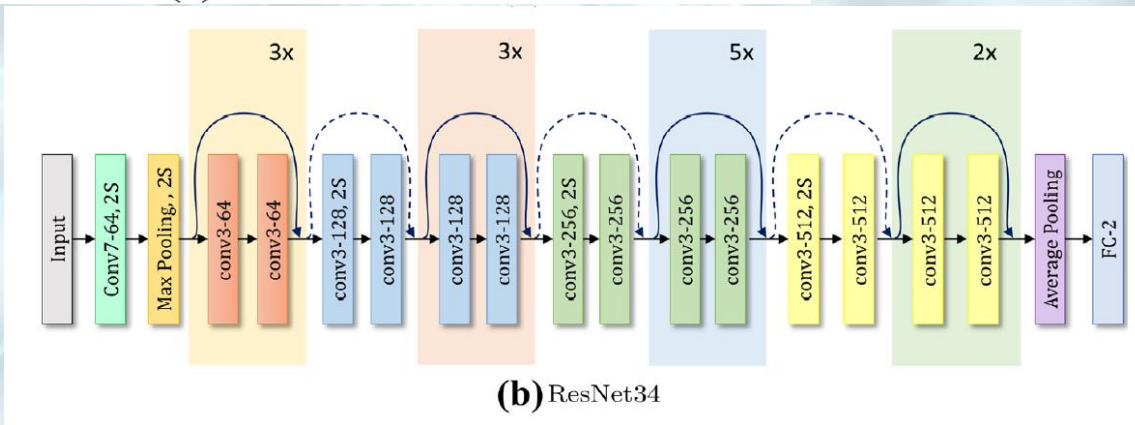 3x
3x
5x
2x
Input
Conv7-64, 2S
Max Pooling, , 2S
conv3-64
conv3-64
conv3-128, 2S
conv3-128
conv3-128
conv3-128
conv3-256, 2S
conv3-256
conv3-256
conv3-256
conv3-512, 2S
conv3-512
conv3-512
conv3-512
Average Pooling
FC-2
(b) ResNet34